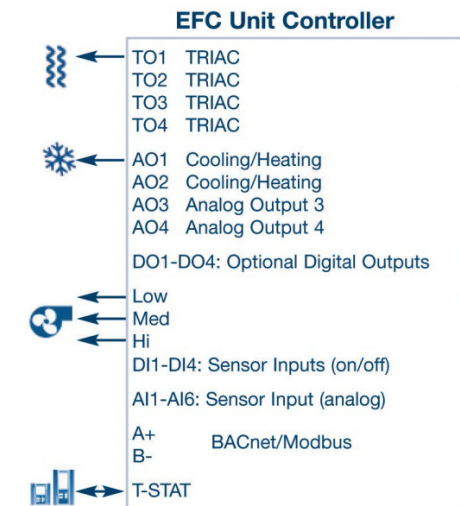 EFC Unit Controller
TO1 TRIAC
TO2 TRIAC
TO3 TRIAC
TO4 TRIAC
AO1 Cooling/Heating
AO2 Cooling/Heating
AO3 Analog Output 3
AO4 Analog Output 4
DO1-DO4: Optional Digital Outputs
Low
Med
Hi
DI1-DI4: Sensor Inputs (on/off)
AI1-AI6: Sensor Input (analog)
A+
BACnet/Modbus
B-
T-STAT